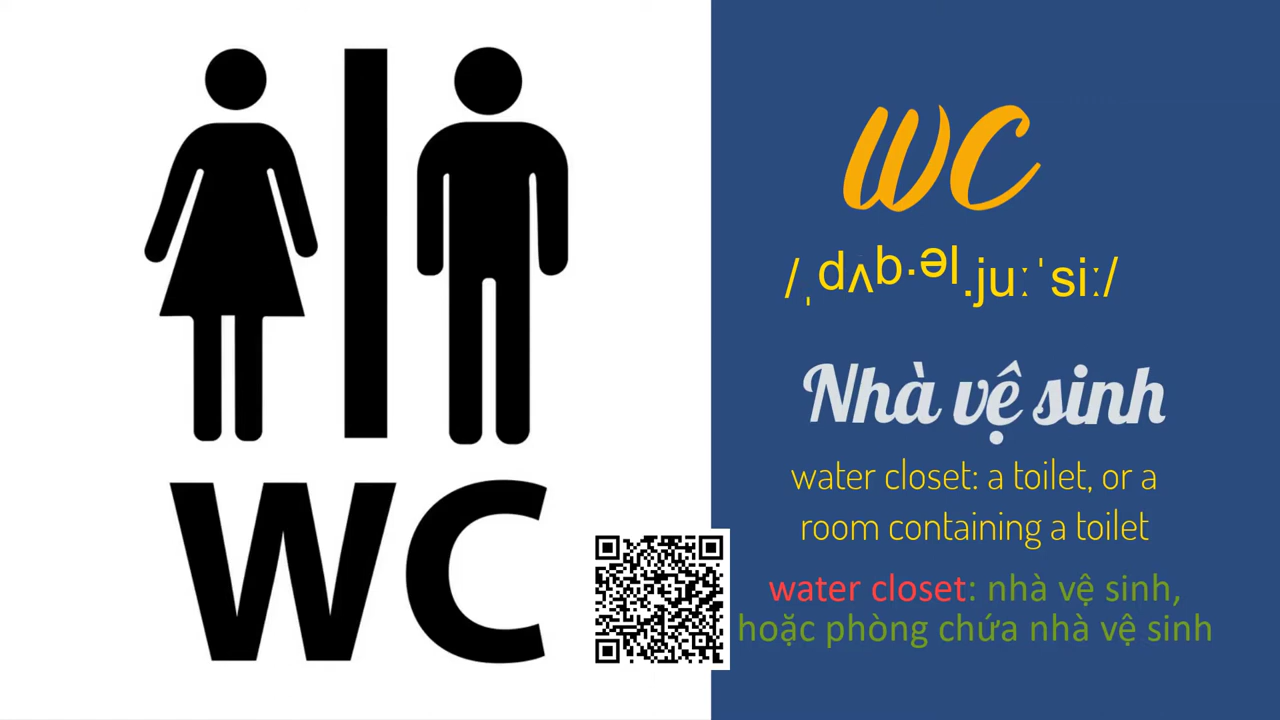 WC
WC
/ˌdʌb·əl.juːˈsiː/
Nhà vệ sinh
water closet: a toilet, or a
room containing a toilet
water closet: nhà vệ sinh,
hoặc phòng chứa nhà vệ sinh